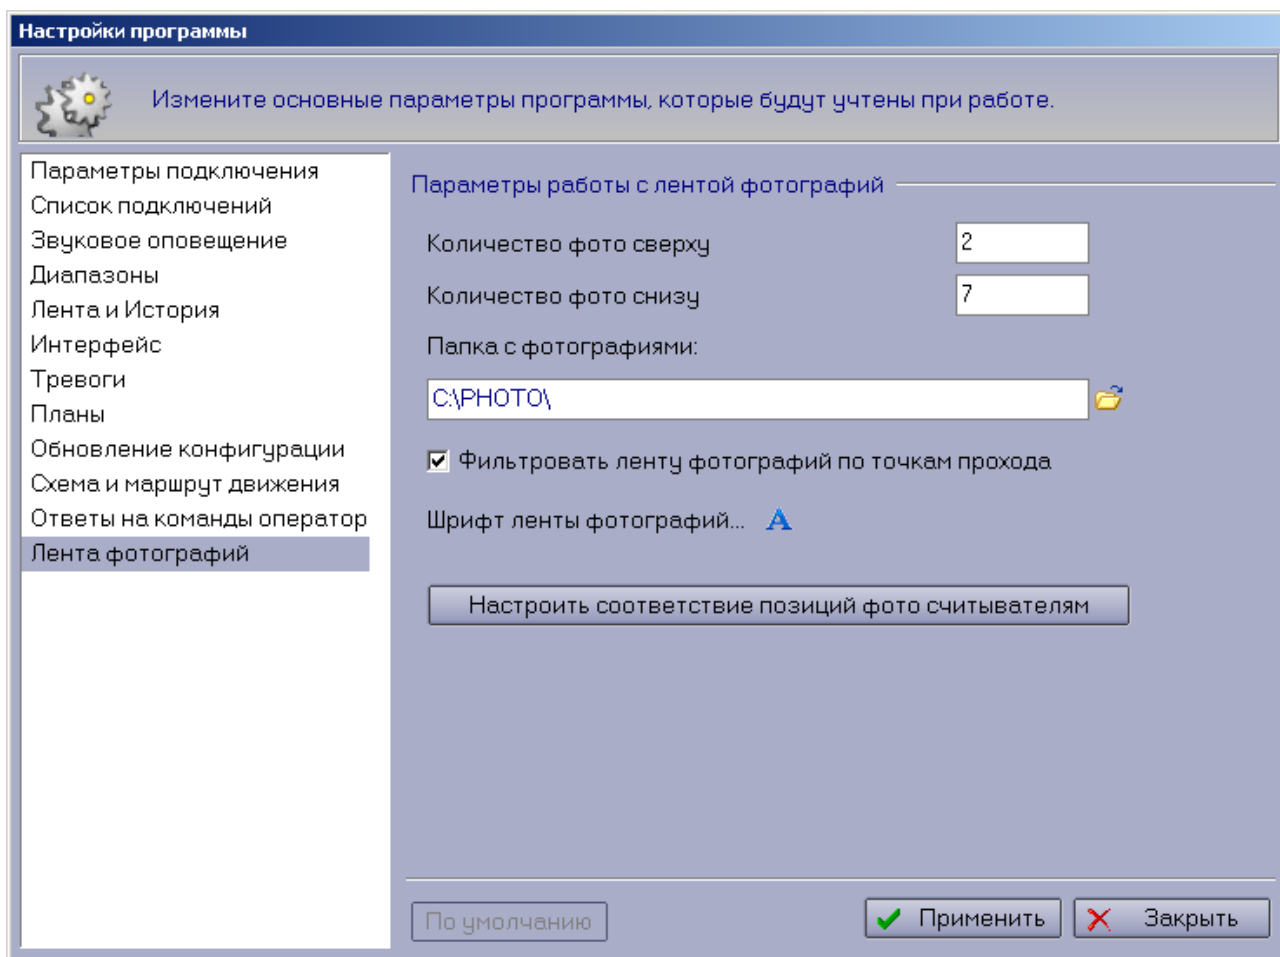 Настройки программы
Измените основные параметры программы, которые будут учтены при работе.
Параметры подключения
Список подключений
Звуковое оповещение
Диапазоны
Лента и История
Интерфейс
Тревоги
Планы
Обновление конфигурации
Схема и маршрут движения
Ответы на команды оператор
Лента фотографий
Параметры работы с лентой фотографий
Количество фото сверху 2
Количество фото снизу 7
Папка с фотографиями:
C:\PHOTO\
Фильтровать ленту фотографий по точкам прохода
Шрифт ленты фотографий... A
Настроить соответствие позиций фото считывателям
По умолчанию Применить Закрыть